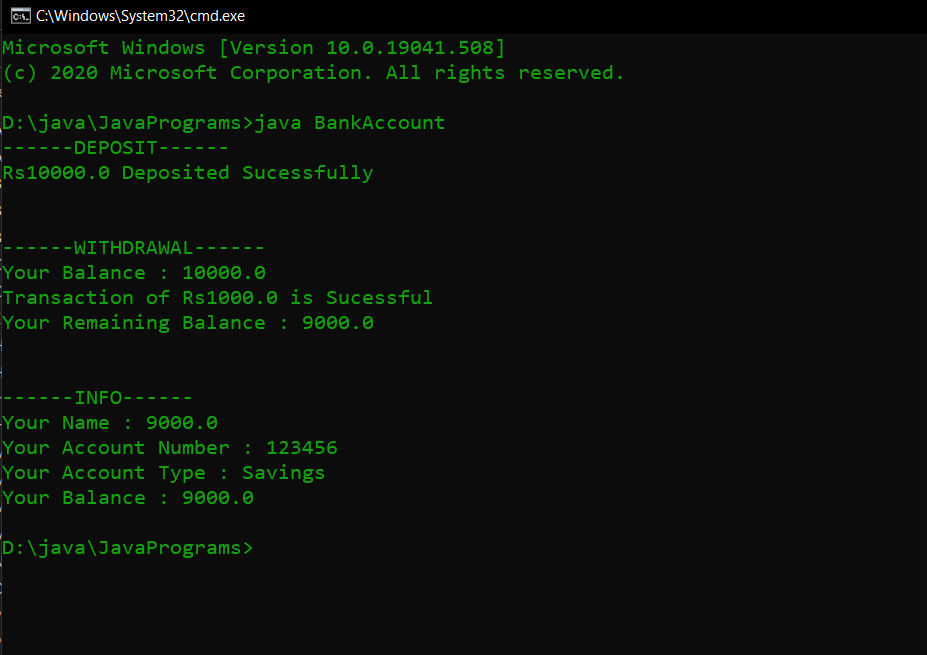 C:\Windows\System32\cmd.exe
Microsoft Windows [Version 10.0.19041.508]
(c) 2020 Microsoft Corporation. All rights reserved.
D:\java\JavaPrograms>java BankAccount
------DEPOSIT------
Rs10000.0 Deposited Sucessfully
------WITHDRAWAL------
Your Balance : 10000.0
Transaction of Rs1000.0 is Sucessful
Your Remaining Balance : 9000.0
------INFO------
Your Name : 9000.0
Your Account Number : 123456
Your Account Type : Savings
Your Balance : 9000.0
D:\java\JavaPrograms>